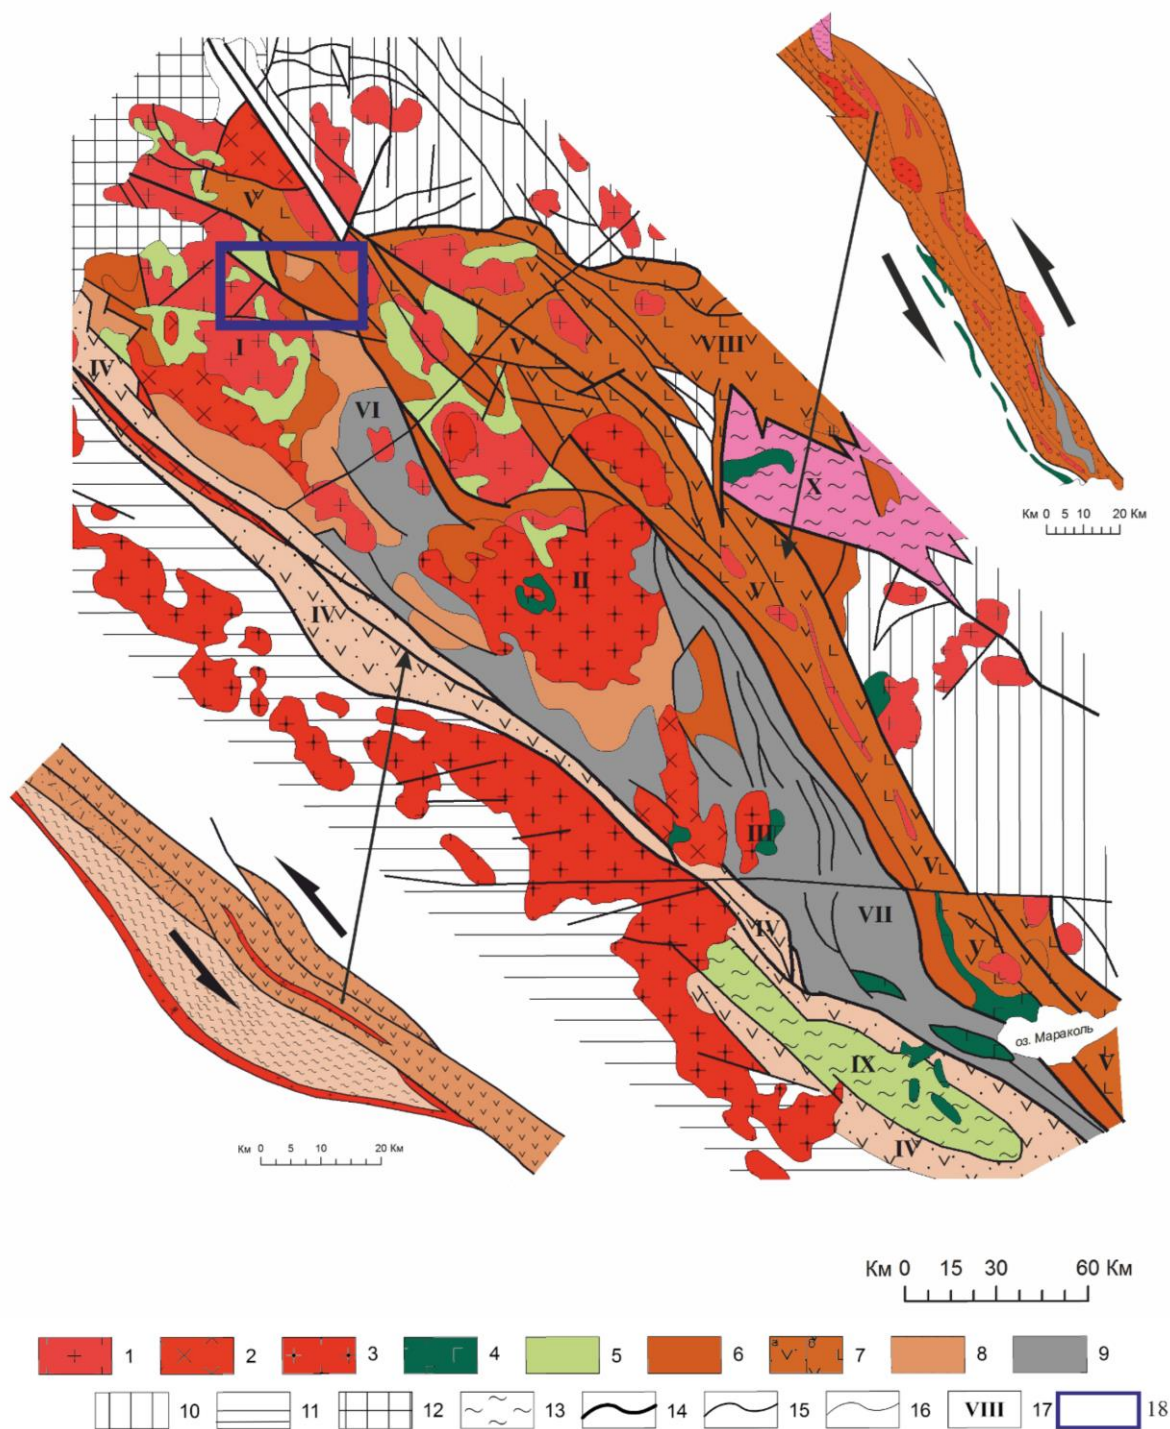 V
I
IV
VI
V
VIII
X
II
V
IV
III
V
VII
IV
V
оз. Мараколь
V
IX
IV
Км 0 5 10 20
Км
Км 0 5 10 20 Км
Км 0 15 30 60 Км
1 2 3 4 5 6 а б 7 8 9
10 11 12 13 14 15 16 VIII 17 18